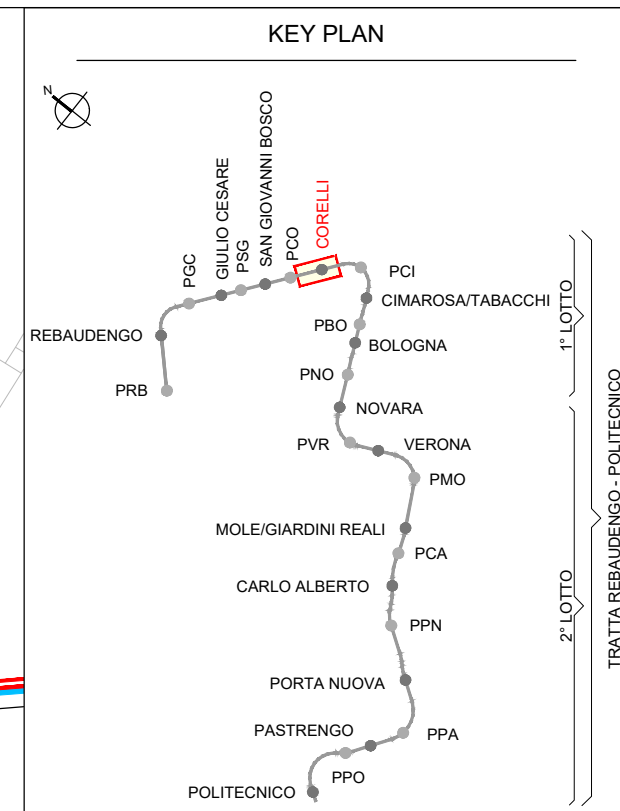 KEY PLAN
N
PGC
GIULIO CESARE
PSG
SAN GIOVANNI BOSCO
PCO
CORELLI
PCI
CIMAROSA/TABACCHI
REBAUDENGO
PBO
BOLOGNA
PNO
PRB
NOVARA
PVR
VERONA
PMO
MOLE/GIARDINI REALI
PCA
CARLO ALBERTO
PPN
PORTA NUOVA
PASTRENGO
PPA
PPO
POLITECNICO
1° LOTTO
2° LOTTO
TRATTA REBAUDENGO - POLITECNICO